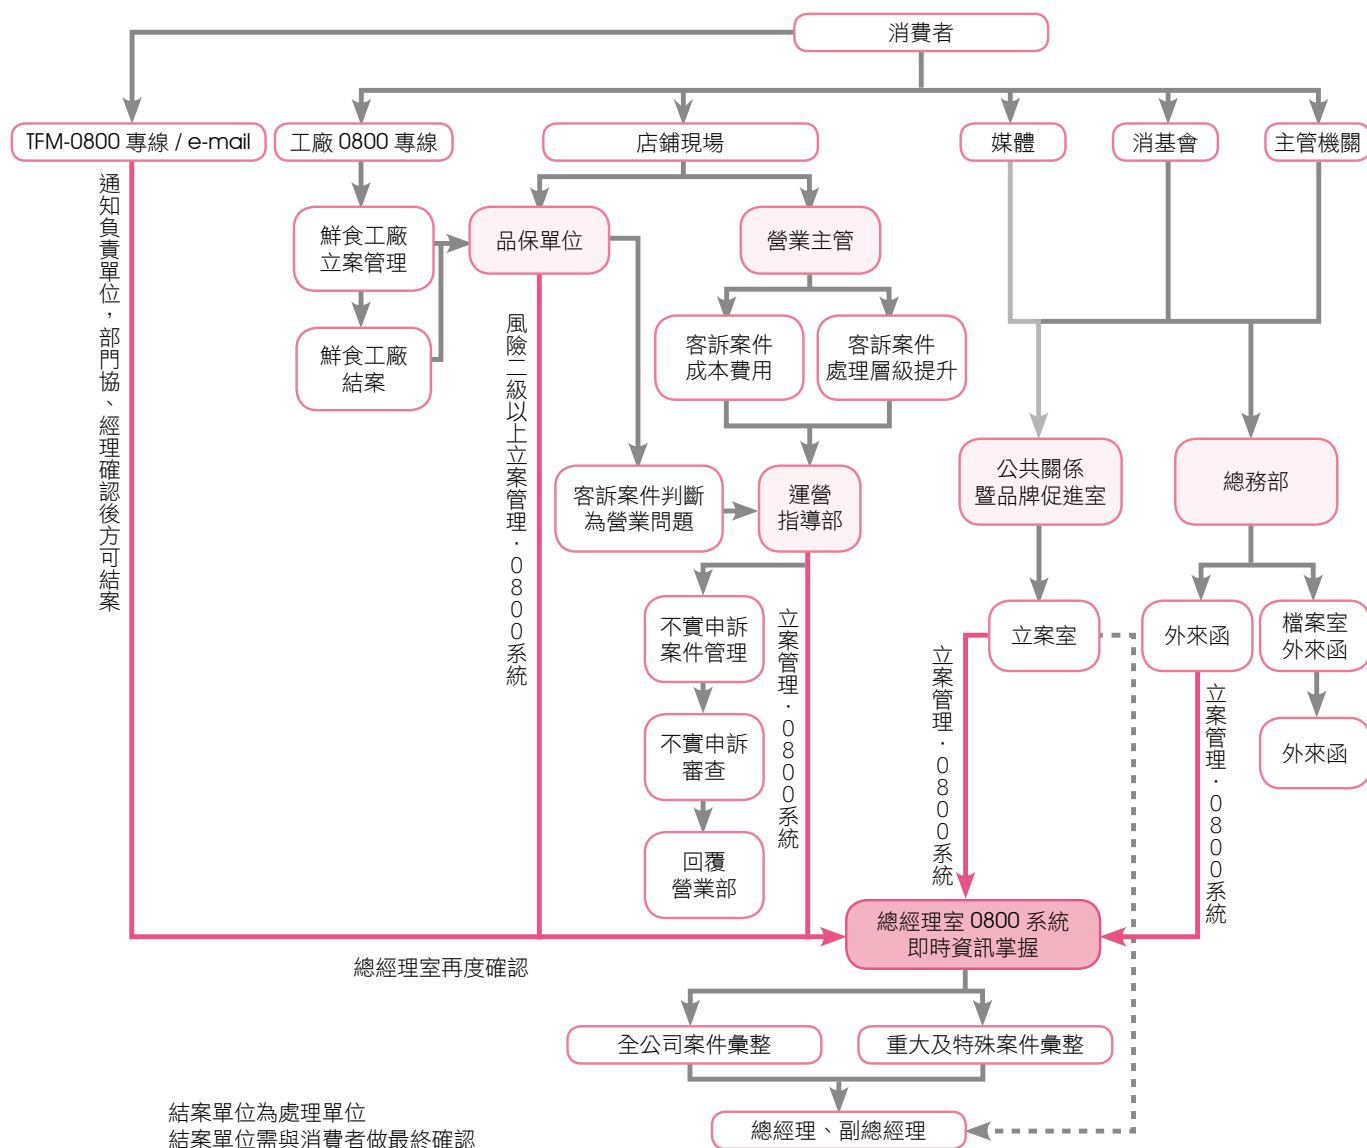 消費者
TFM-0800 專線 / e-mail
工廠 0800 專線
店鋪現場
媒體
消基會
主管機關
通知負責單位，部門協、經理確認後方可結案
鮮食工廠
立案管理
品保單位
營業主管
鮮食工廠
結案
風險二級以上立案管理．0800系統
客訴案件
成本費用
客訴案件
處理層級提升
客訴案件判斷
為營業問題
運營
指導部
公共關係
暨品牌促進室
總務部
不實申訴
案件管理
立案管理．0800系統
立案室
外來函
檔案室
外來函
立案管理．0800系統
立案管理．0800系統
不實申訴
審查
外來函
回覆
營業部
總經理室 0800 系統
即時資訊掌握
總經理室再度確認
全公司案件彙整
重大及特殊案件彙整
結案單位為處理單位
結案單位需與消費者做最終確認
總經理、副總經理